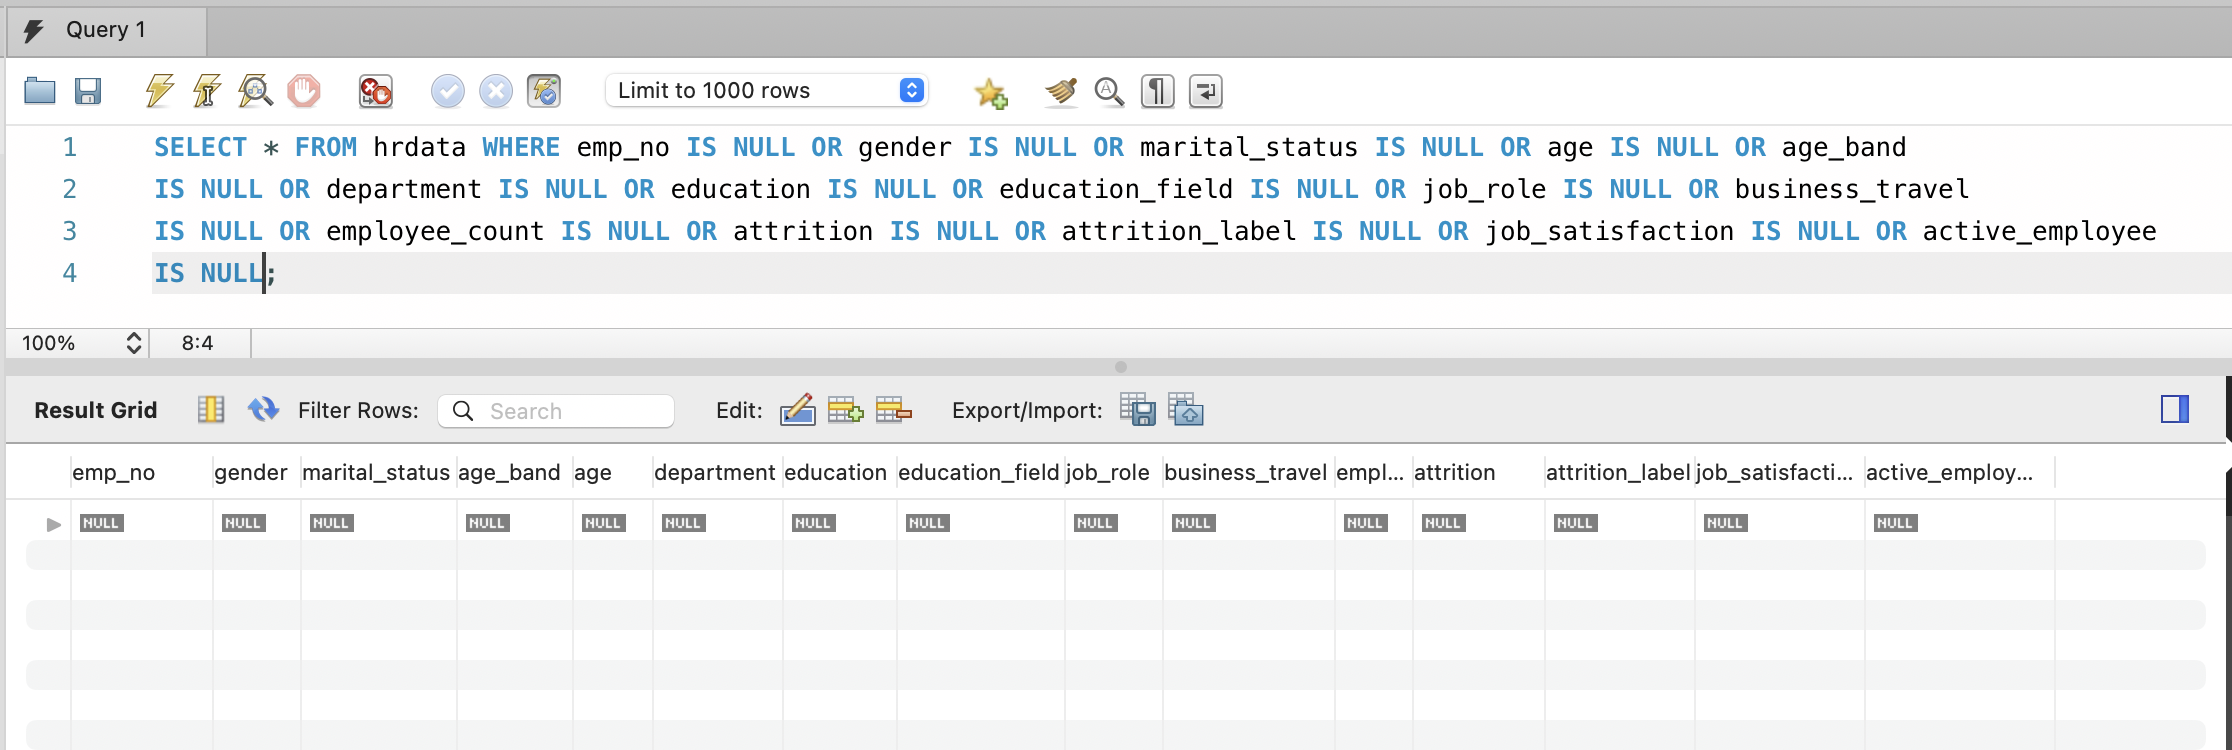 Query 1
Limit to 1000 rows
1 SELECT * FROM hrdata WHERE emp_no IS NULL OR gender IS NULL OR marital_status IS NULL OR age IS NULL OR age_band
2 IS NULL OR department IS NULL OR education IS NULL OR education_field IS NULL OR job_role IS NULL OR business_travel
3 IS NULL OR employee_count IS NULL OR attrition IS NULL OR attrition_label IS NULL OR job_satisfaction IS NULL OR active_employee
4 IS NULL;
100% 8:4
Result Grid Filter Rows: Search Edit: Export/Import:
emp_no gender marital_status age_band age department education education_field job_role business_travel empl... attrition attrition_label job_satisfacti... active_employ...
NULL NULL NULL NULL NULL NULL NULL NULL NULL NULL NULL NULL NULL NULL NULL